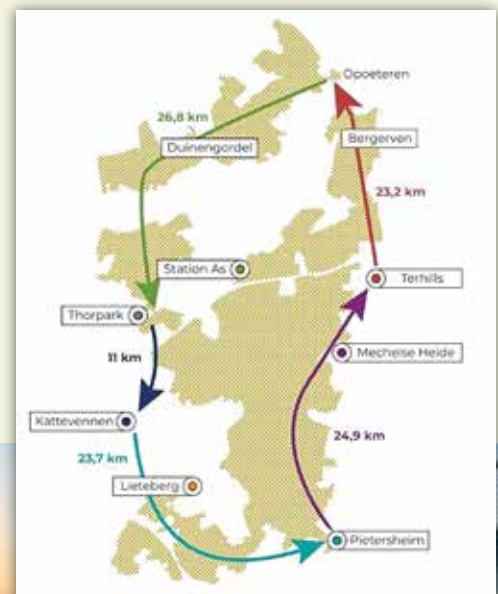 Opoeteren
26,8 km
Bergerven
Duinengordel
23,2 km
Station As
Terhills
Thorpark
Mechelse Heide
11 km
Kattevennen
24,9 km
23,7 km
Lieteberg
Pietersheim